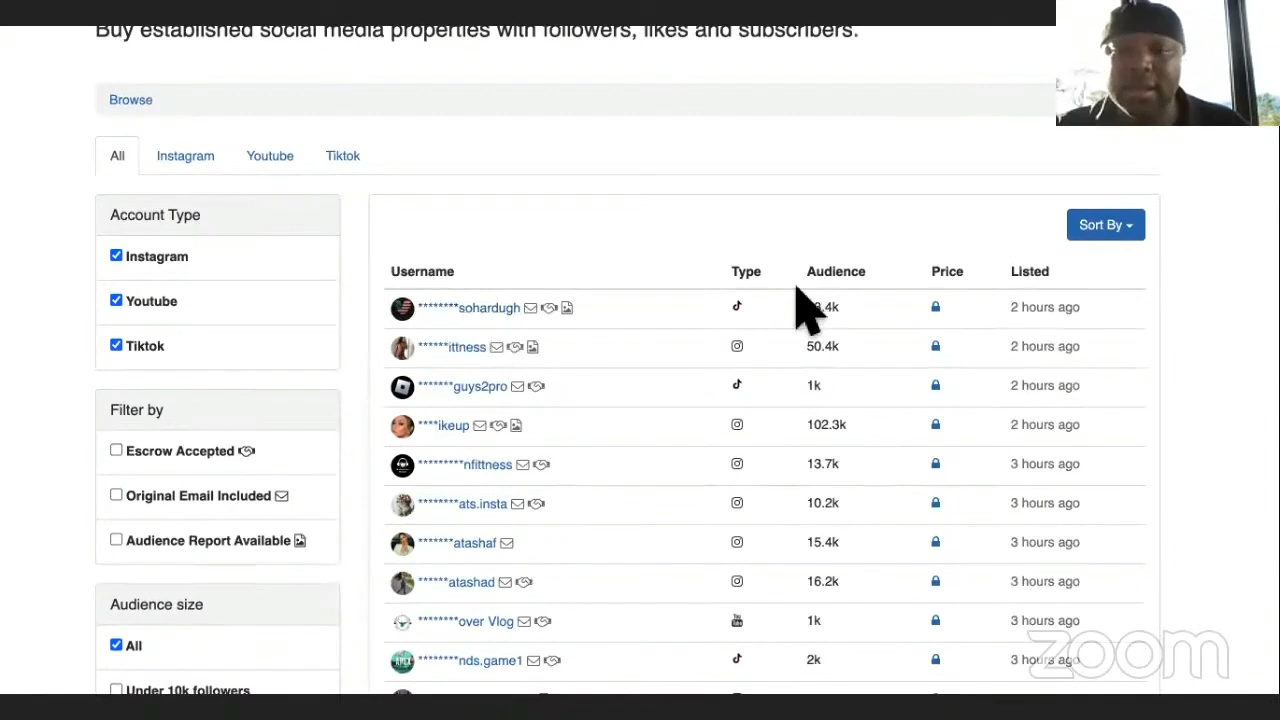 Buy established social media properties with followers, likes and subscribers.
Browse
All Instagram Youtube Tiktok
Account Type
Instagram
Youtube
Tiktok
Filter by
Escrow Accepted
Original Email Included
Audience Report Available
Audience size
All
Under 10k followers
Sort By
Username Type Audience Price Listed
********sohardugh 2 hours ago
******ittness 50.4k 2 hours ago
*******guys2pro 1k 2 hours ago
****ikeup 102.3k 2 hours ago
*********nfittness 13.7k 3 hours ago
********ats.insta 10.2k 3 hours ago
*******atashaf 15.4k 3 hours ago
******atashad 16.2k 3 hours ago
********over Vlog 1k 3 hours ago
********nds.game1 2k 3 hours ago
zoom